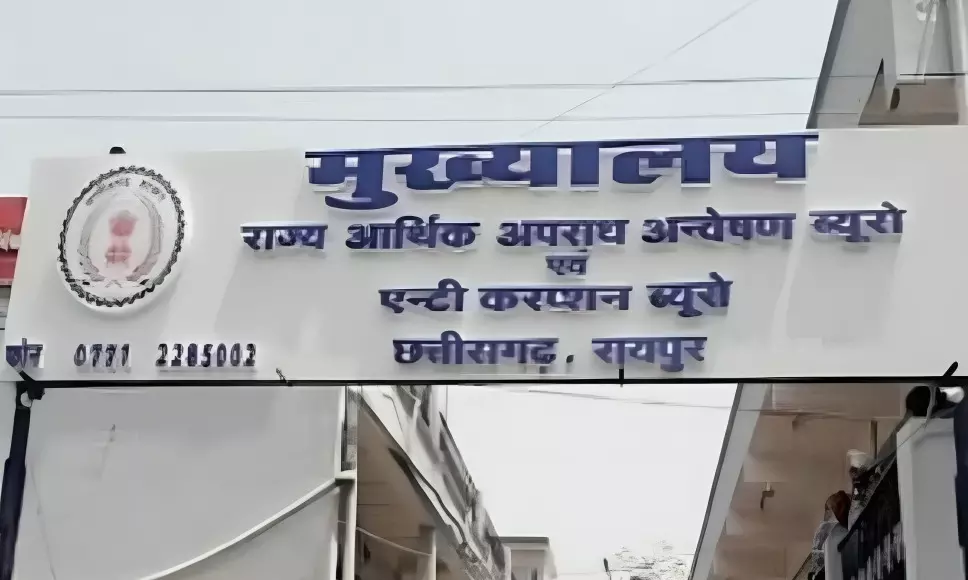 मुख्यालय
राज्य आर्थिक अपराध अन्वेषण ब्यूरो
एवं
एन्टी करप्शन ब्यूरो
छत्तीसगढ़, रायपुर
फोन 0771 2285002